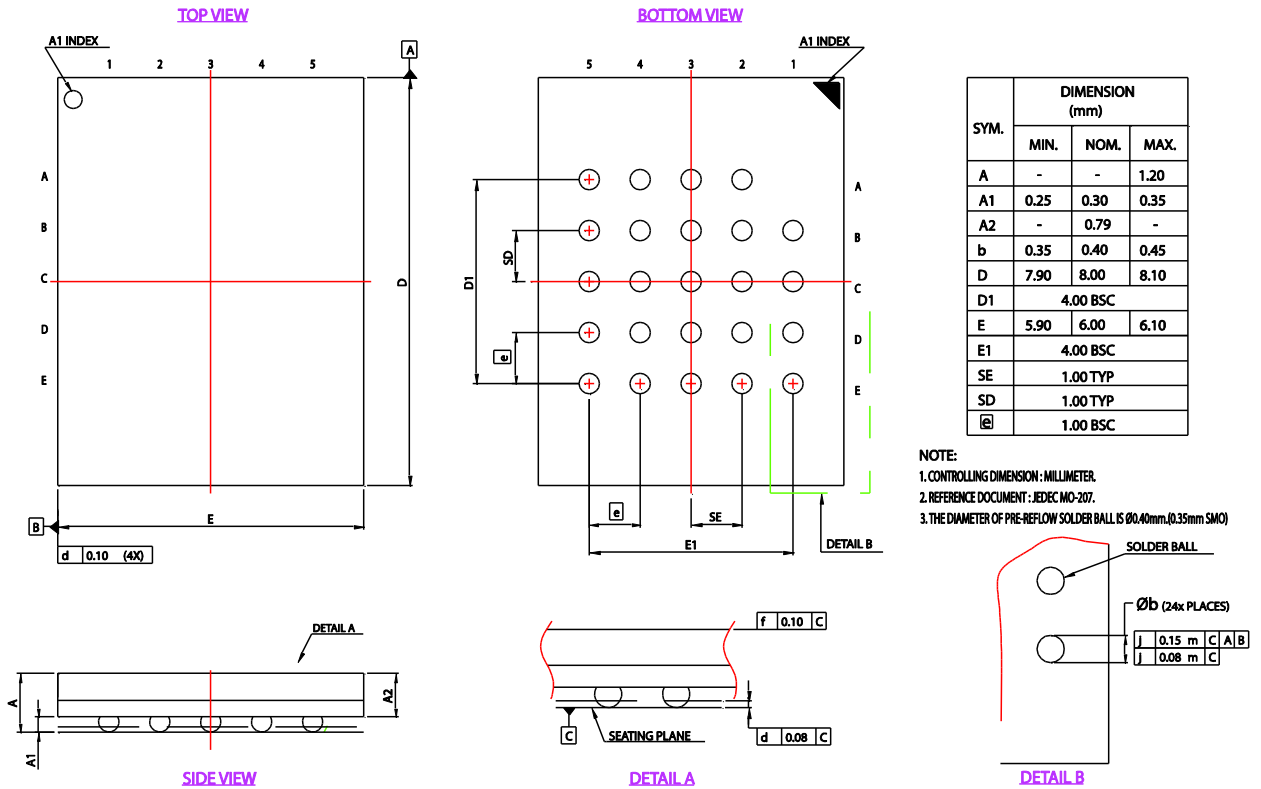 TOP VIEW
A1 INDEX
1 2 3 4 5
A
A
B
C
D
E
D
B
E
d 0.10 (4X)
BOTTOM VIEW
A1 INDEX
5 4 3 2 1
A
B
C
D
E
D1
SD
e
e
SE
E1
DETAIL B
SYM.
DIMENSION
(mm)
MIN. NOM. MAX.
A - - 1.20
A1 0.25 0.30 0.35
A2 - 0.79 -
b 0.35 0.40 0.45
D 7.90 8.00 8.10
D1 4.00 BSC
E 5.90 6.00 6.10
E1 4.00 BSC
SE 1.00 TYP
SD 1.00 TYP
e 1.00 BSC
NOTE:
1. CONTROLLING DIMENSION : MILLIMETER.
2. REFERENCE DOCUMENT : JEDEC MO-207.
3. THE DIAMETER OF PRE-REFLOW SOLDER BALL IS Ø0.40mm.(0.35mm SMO)
DETAIL A
A
A1
A2
SIDE VIEW
f 0.10 C
C
SEATING PLANE
d 0.08 C
DETAIL A
SOLDER BALL
Øb (24x PLACES)
j 0.15 m C A B
j 0.08 m C
DETAIL B